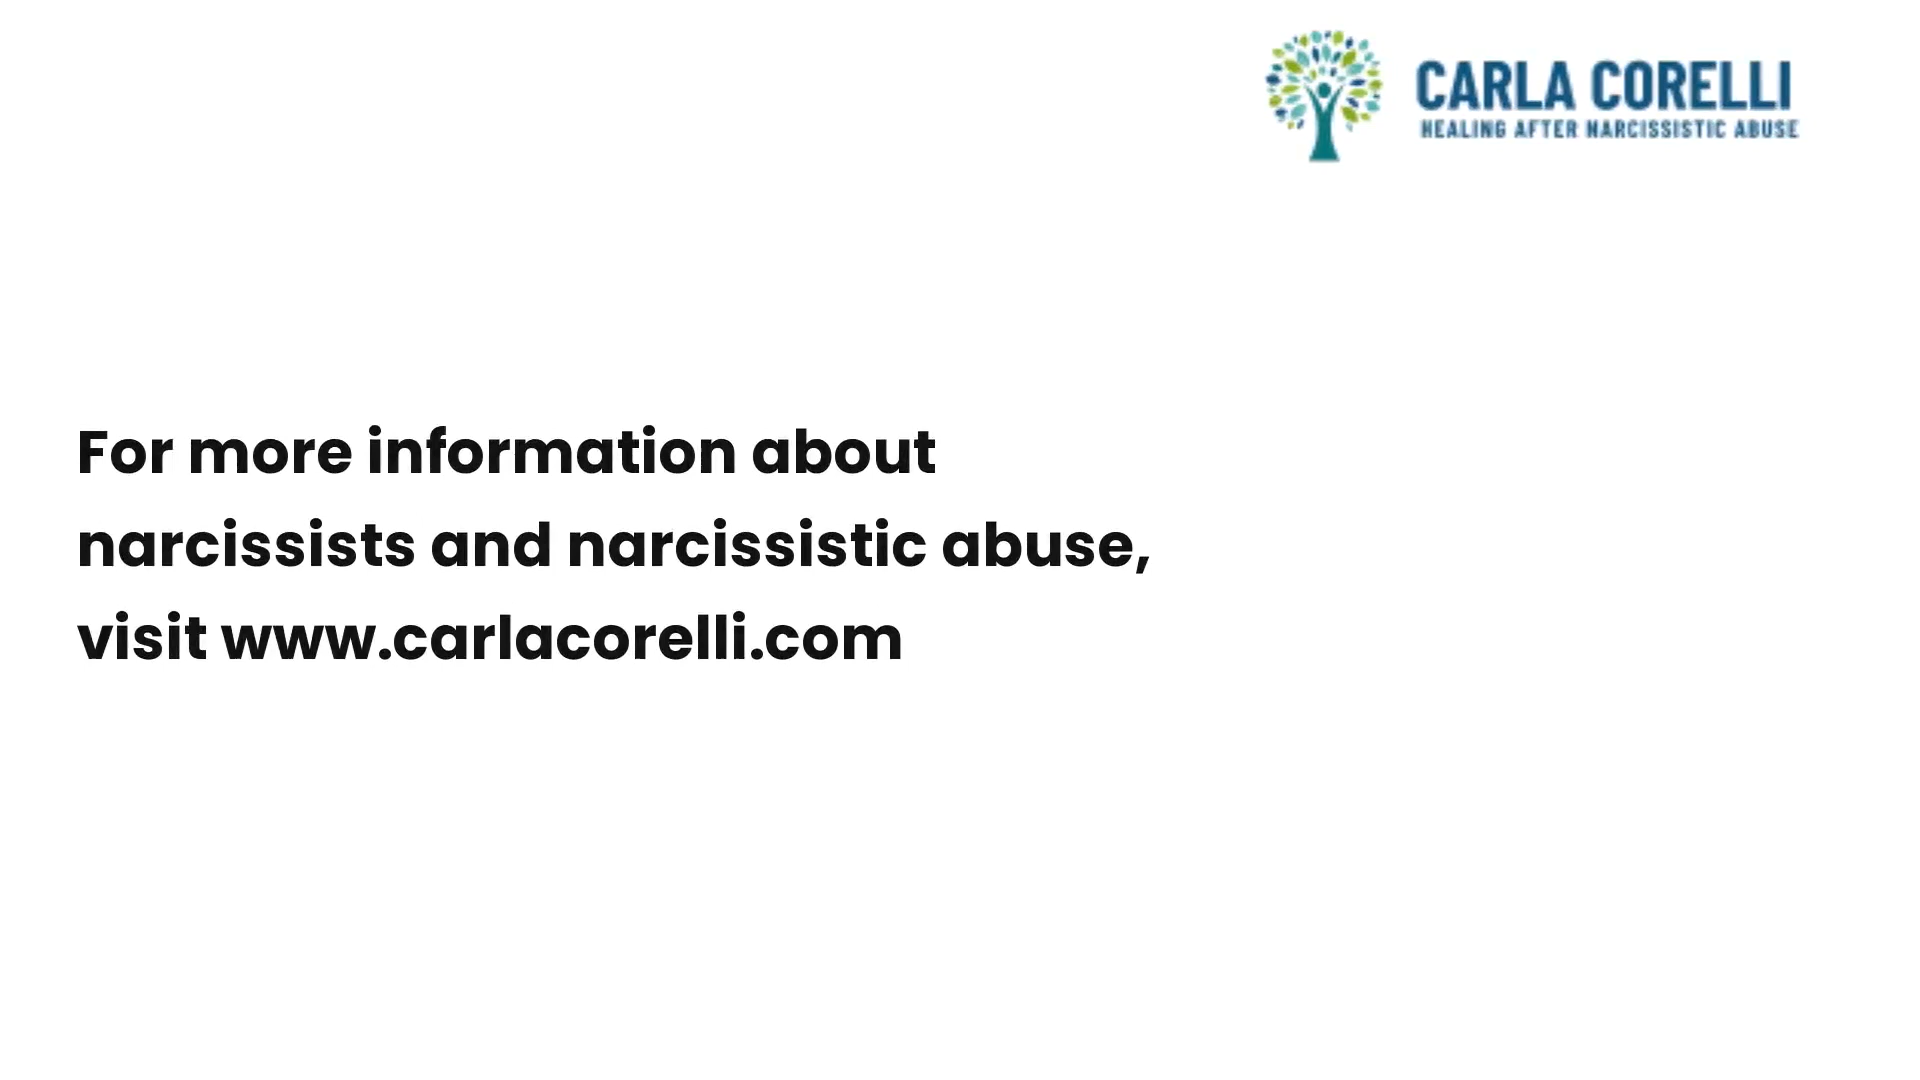 CARLA CORELLI
HEALING AFTER NARCISSISTIC ABUSE
For more information about
narcissists and narcissistic abuse,
visit www.carlacorelli.com